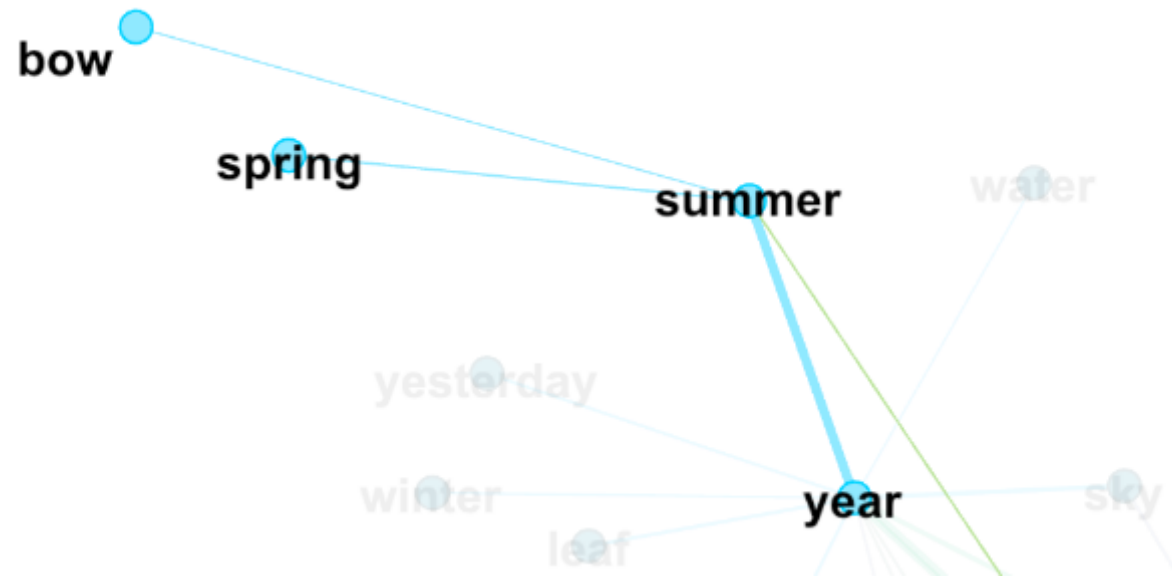 bow
spring
summer
water
yesterday
winter
year
sky
leaf